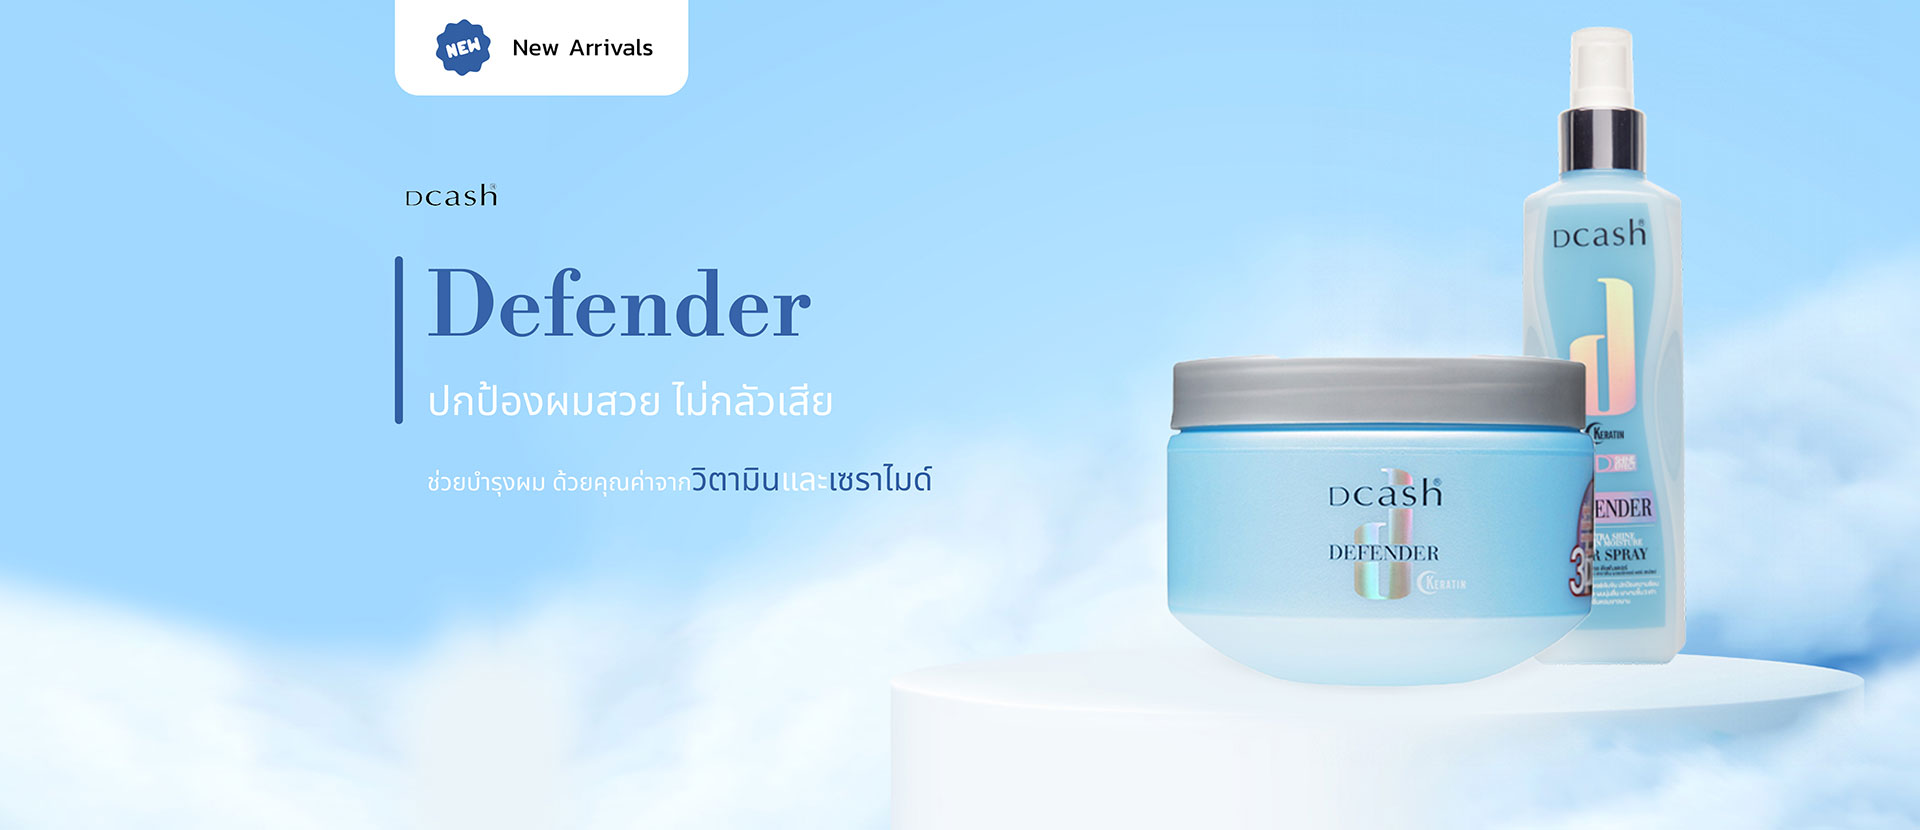 NEW New Arrivals
Dcash®
Defender
ปกป้องผมสวย ไม่กลัวเสีย
ช่วยบำรุงผม ด้วยคุณค่าจากวิตามินและเซราไมด์
Dcash®
d
KERATIN
ENDER
SPRAY
3
Dcash®
d
DEFENDER
KERATIN